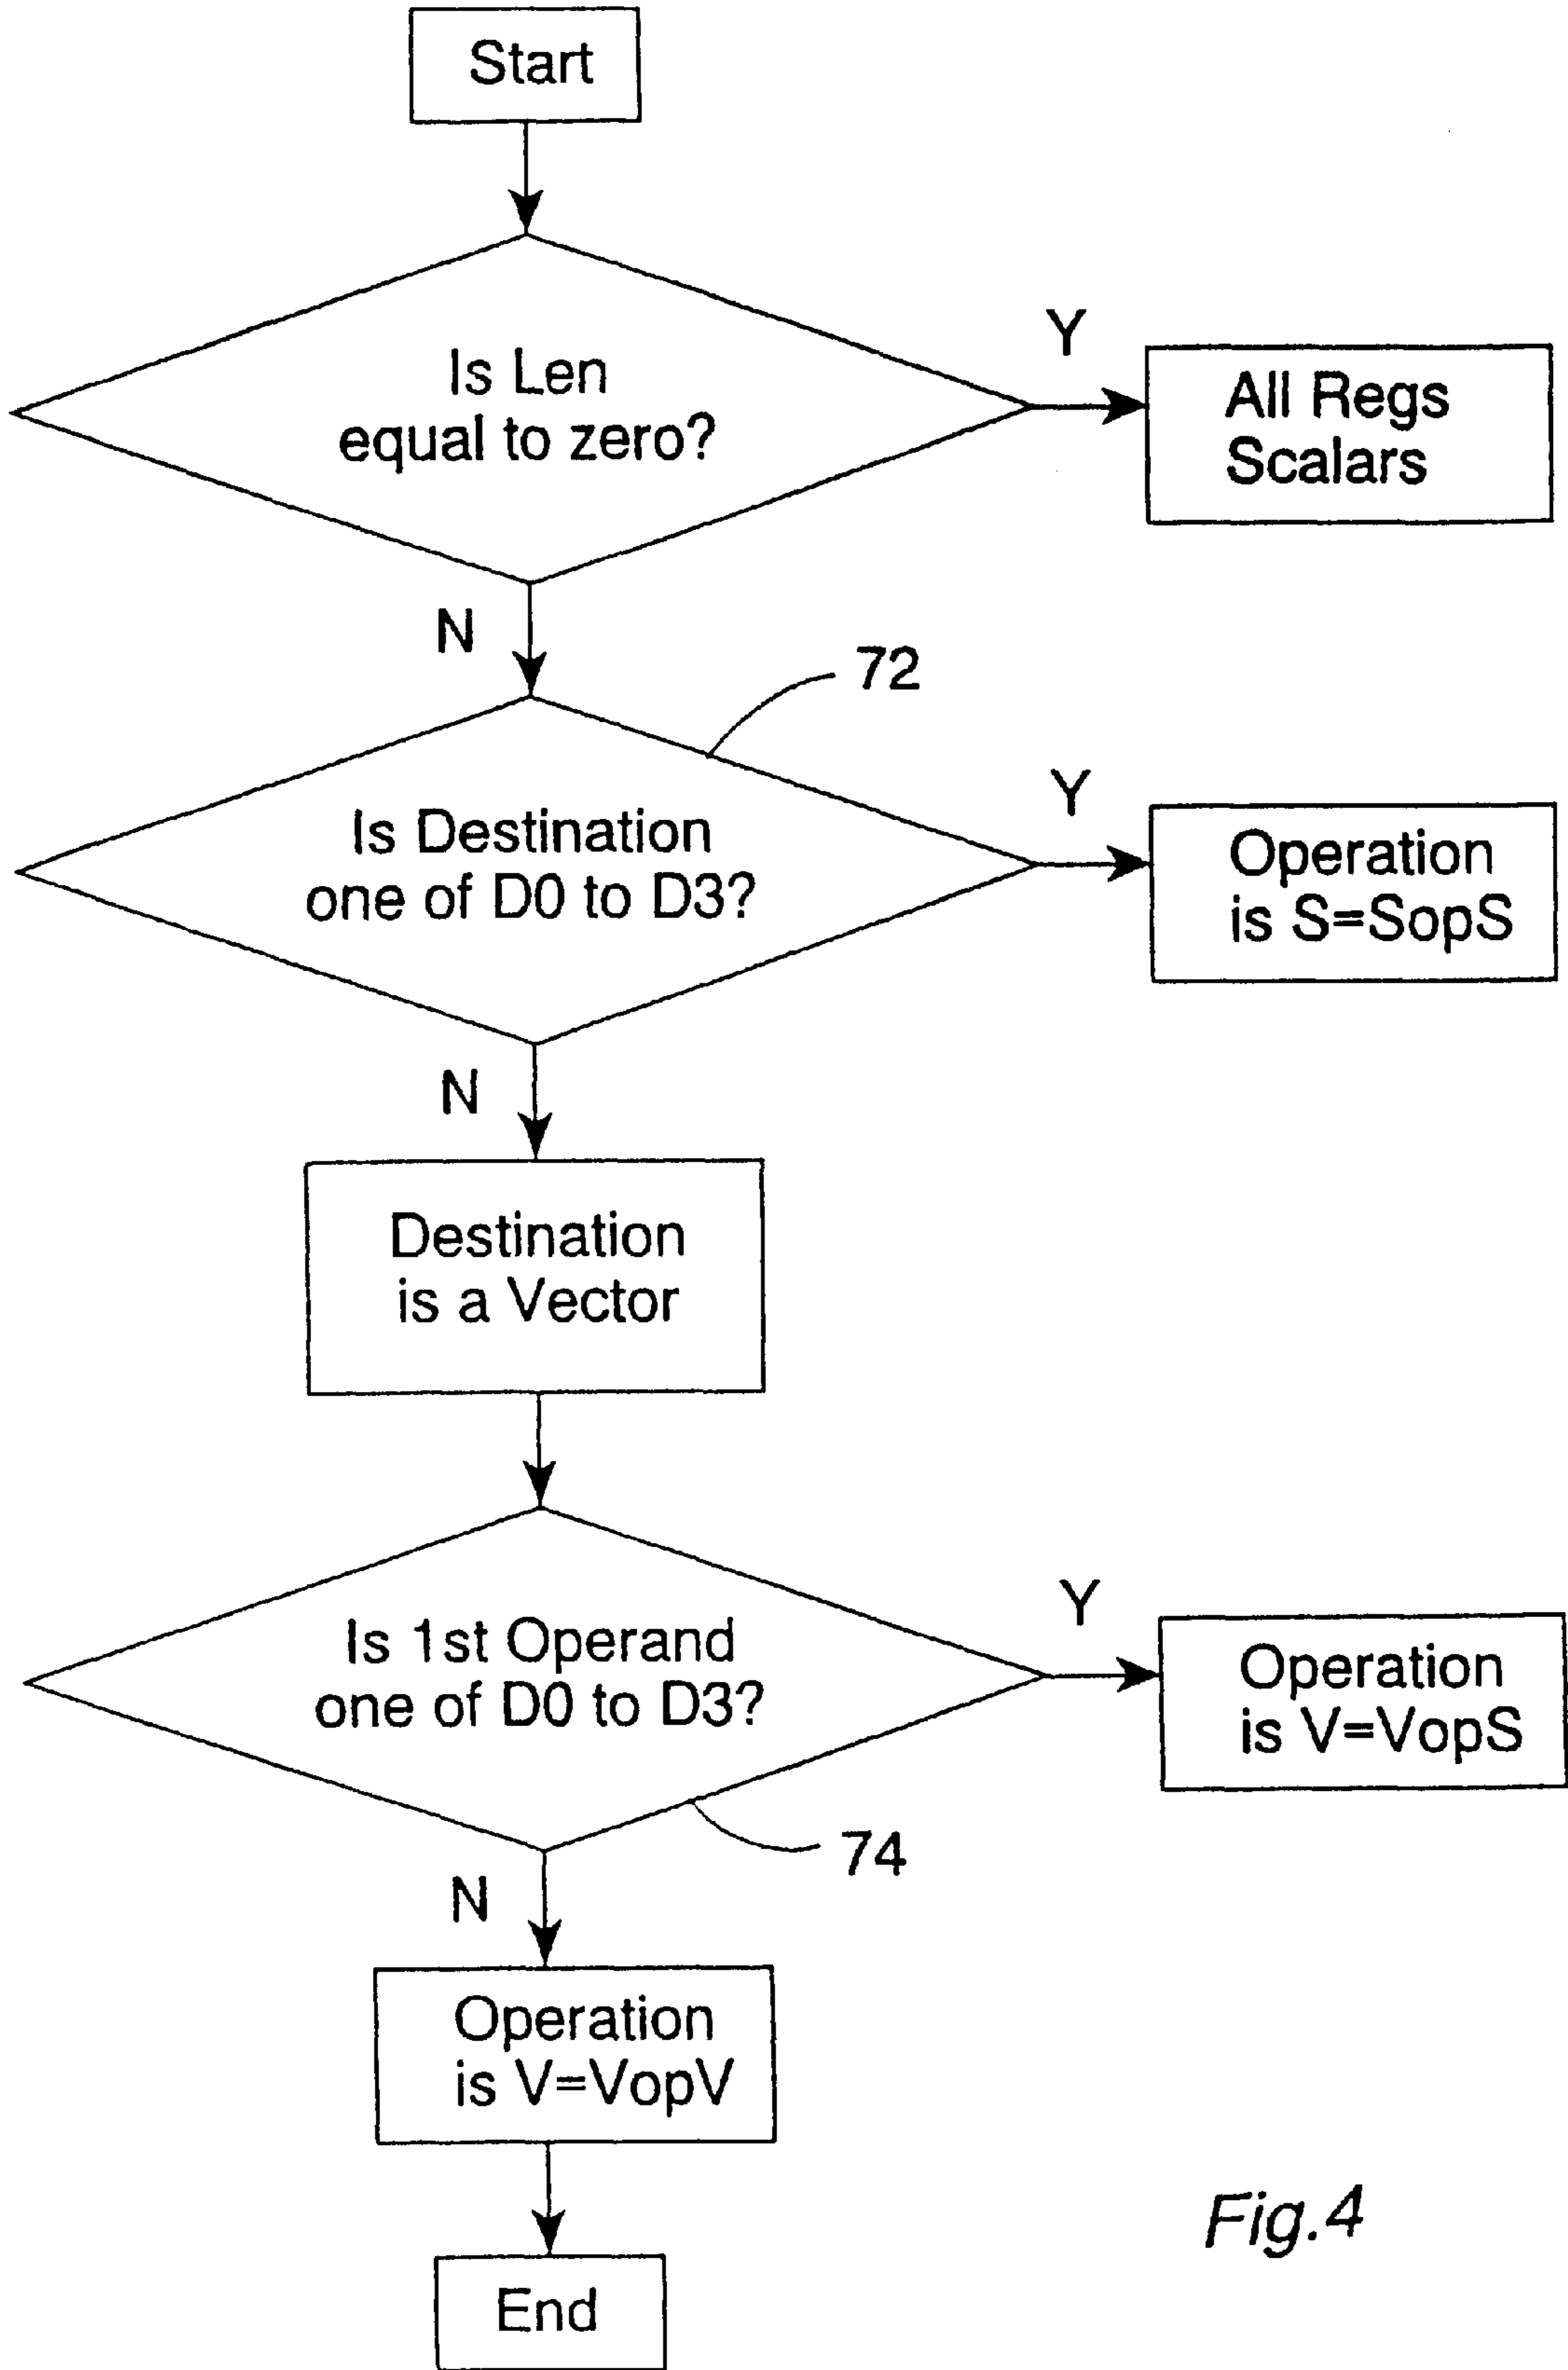 Start
Is Len
equal to zero?
Y
All Regs
Scalars
N
72
Is Destination
one of D0 to D3?
Y
Operation
is S=SopS
N
Destination
is a Vector
Is 1st Operand
one of D0 to D3?
Y
Operation
is V=VopS
74
N
Operation
is V=VopV
End
Fig.4